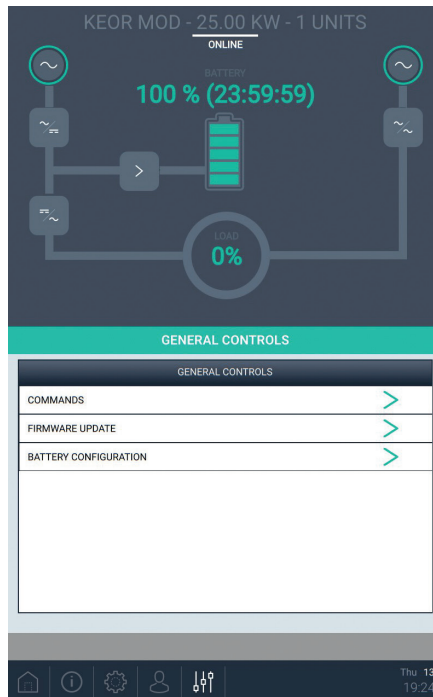 KEOR MOD - 25.00 KW - 1 UNITS
ONLINE
BATTERY
100 % (23:59:59)
LOAD
0%
GENERAL CONTROLS
GENERAL CONTROLS
COMMANDS
FIRMWARE UPDATE
BATTERY CONFIGURATION
Thu 13
19:24